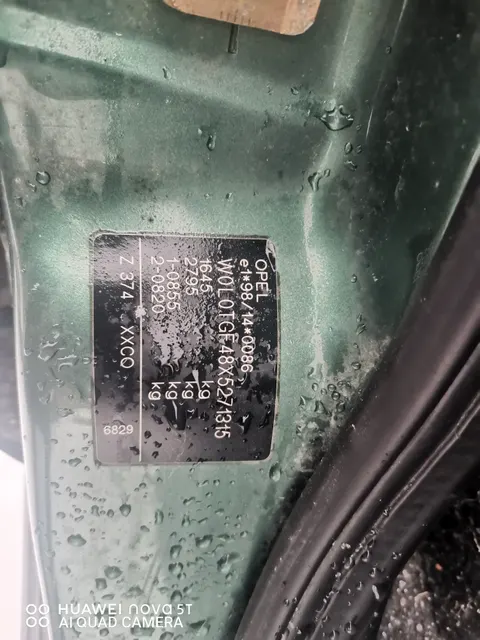 OPEL
e1*98/14*0086
W0L0TGF48X5271315
1645 kg
2795 kg
1-0855 kg
2-0820 kg
Z 374 XXCO
6829
HUAWEI nova 5T
AI QUAD CAMERA